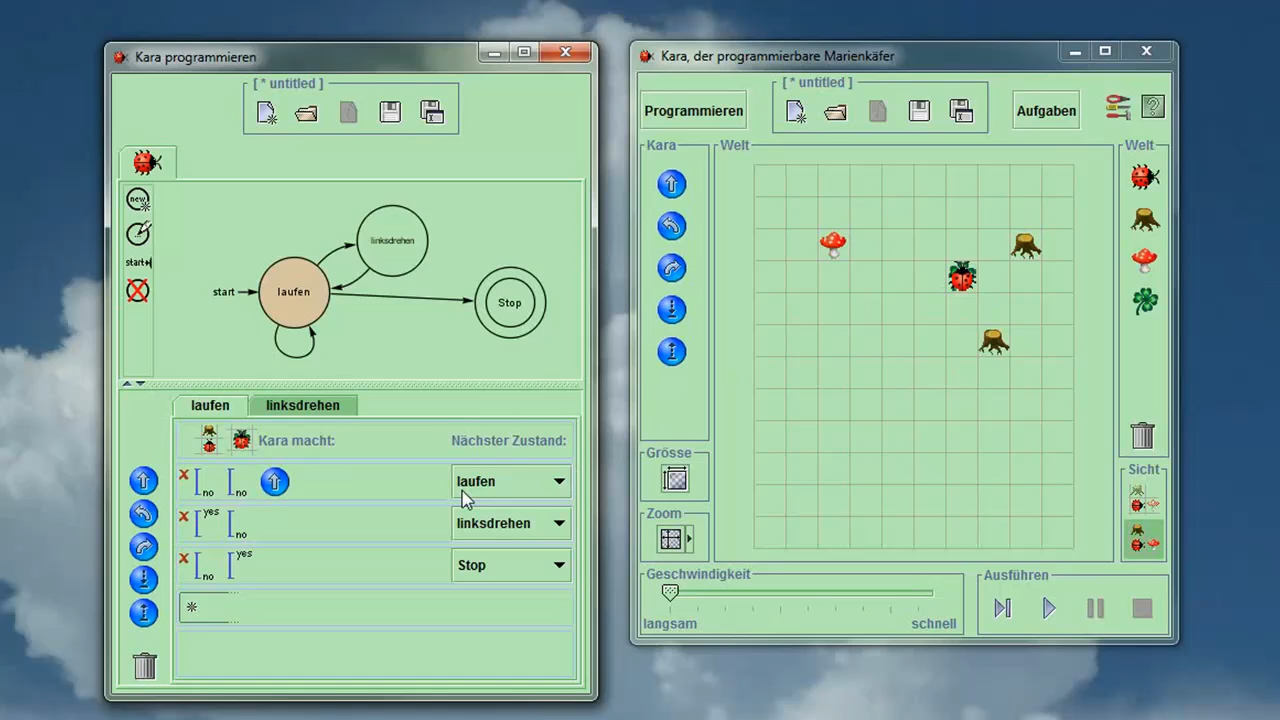 Kara programmieren
[ * untitled ]
new
start
start
laufen
linksdrehen
Stop
laufen
linksdrehen
Kara macht:
Nächster Zustand:
no
no
laufen
yes
no
linksdrehen
no
yes
Stop
Kara, der programmierbare Marienkäfer
Programmieren
[ * untitled ]
Aufgaben
Kara
Welt
Welt
Grösse
Zoom
Sicht
Geschwindigkeit
langsam
schnell
Ausführen